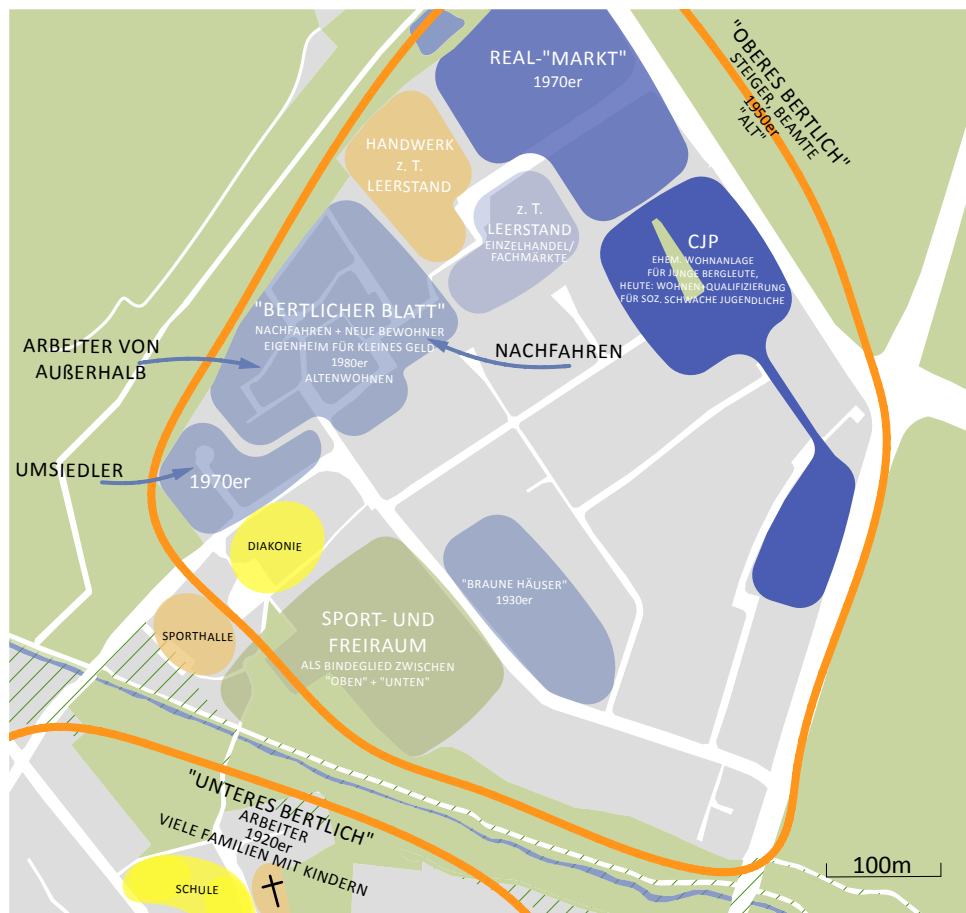 REAL-"MARKT"
1970er
"OBERES BERTLICH"
STEIGER, BEAMTE
1950er
"ALT"
HANDWERK
z. T.
LEERSTAND
z. T.
LEERSTAND
EINZELHANDEL/
FACHMÄRKTE
CJP
EHEM. WOHNANLAGE
FÜR JUNGE BERGLEUTE,
HEUTE: WOHNEN+QUALIFIZIERUNG
FÜR SOZ. SCHWACHE JUGENDLICHE
"BERTLICHER BLATT"
NACHFAHREN + NEUE BEWOHNER
EIGENHEIM FÜR KLEINES GELD
1980er
ALTENWOHNEN
ARBEITER VON
AUßERHALB
NACHFAHREN
UMSIEDLER
1970er
DIAKONIE
"BRAUNE HÄUSER"
1930er
SPORTHALLE
SPORT- UND
FREIRAUM
ALS BINDEGLIED ZWISCHEN
"OBEN" + "UNTEN"
"UNTERES BERTLICH"
ARBEITER
1920er
VIELE FAMILIEN MIT KINDERN
SCHULE
100m